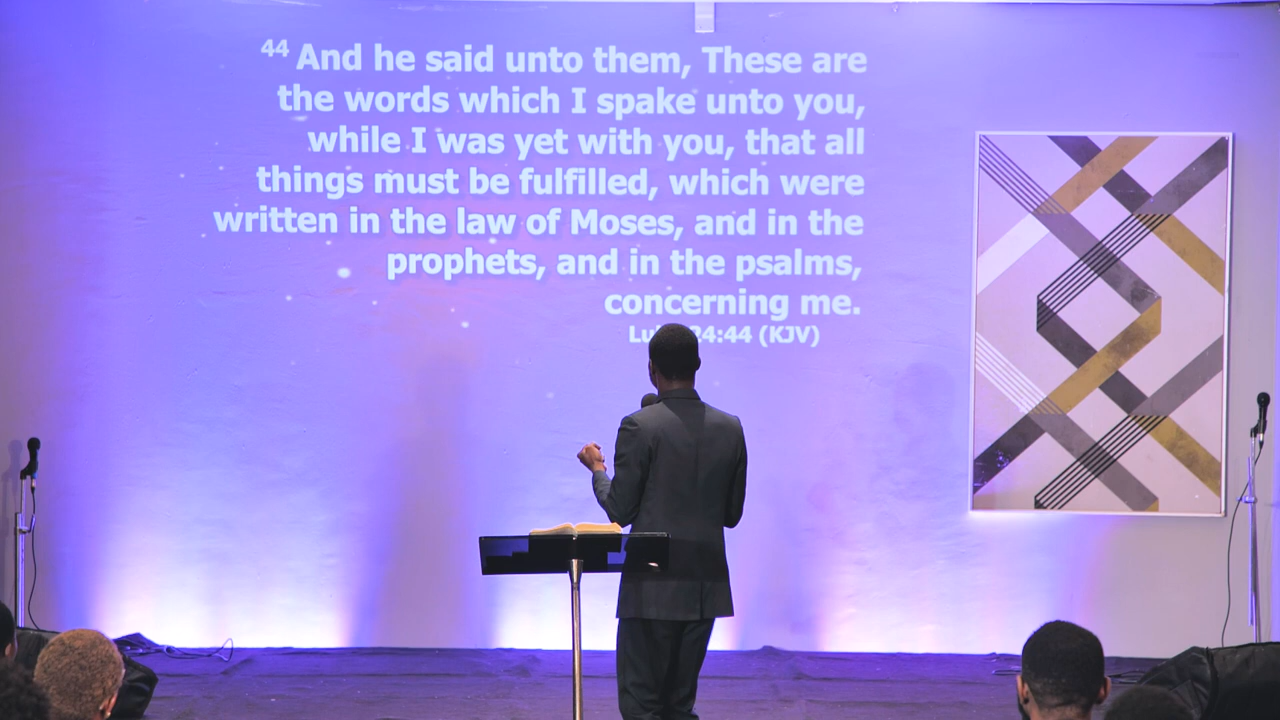 44 And he said unto them, These are
the words which I spake unto you,
while I was yet with you, that all
things must be fulfilled, which were
written in the law of Moses, and in the
prophets, and in the psalms,
concerning me.
24:44 (KJV)